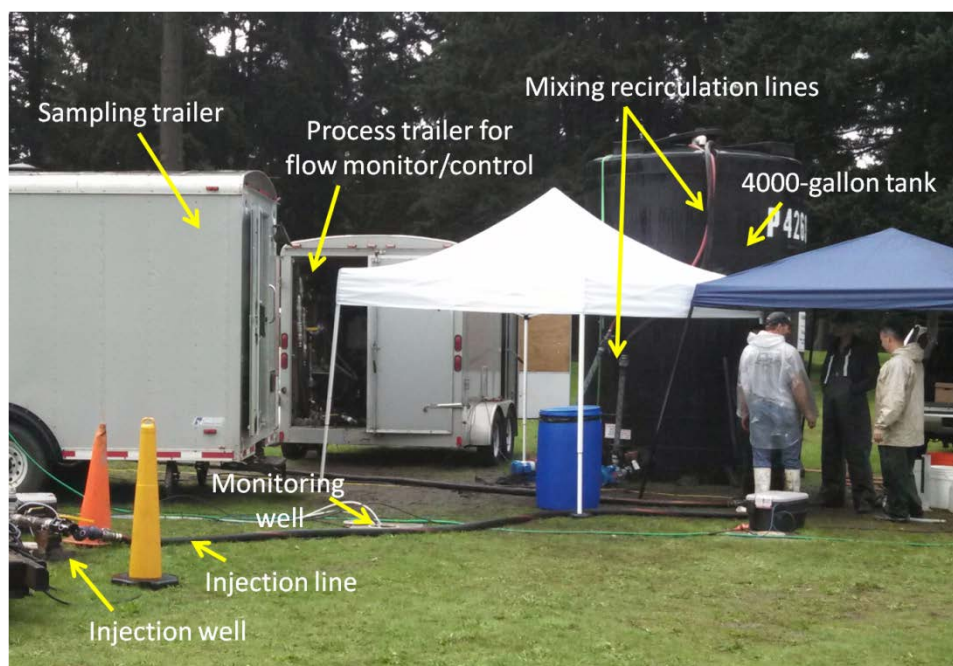 Sampling trailer
Process trailer for
flow monitor/control
Mixing recirculation lines
4000-gallon tank
P 4268
Monitoring
well
Injection line
Injection well